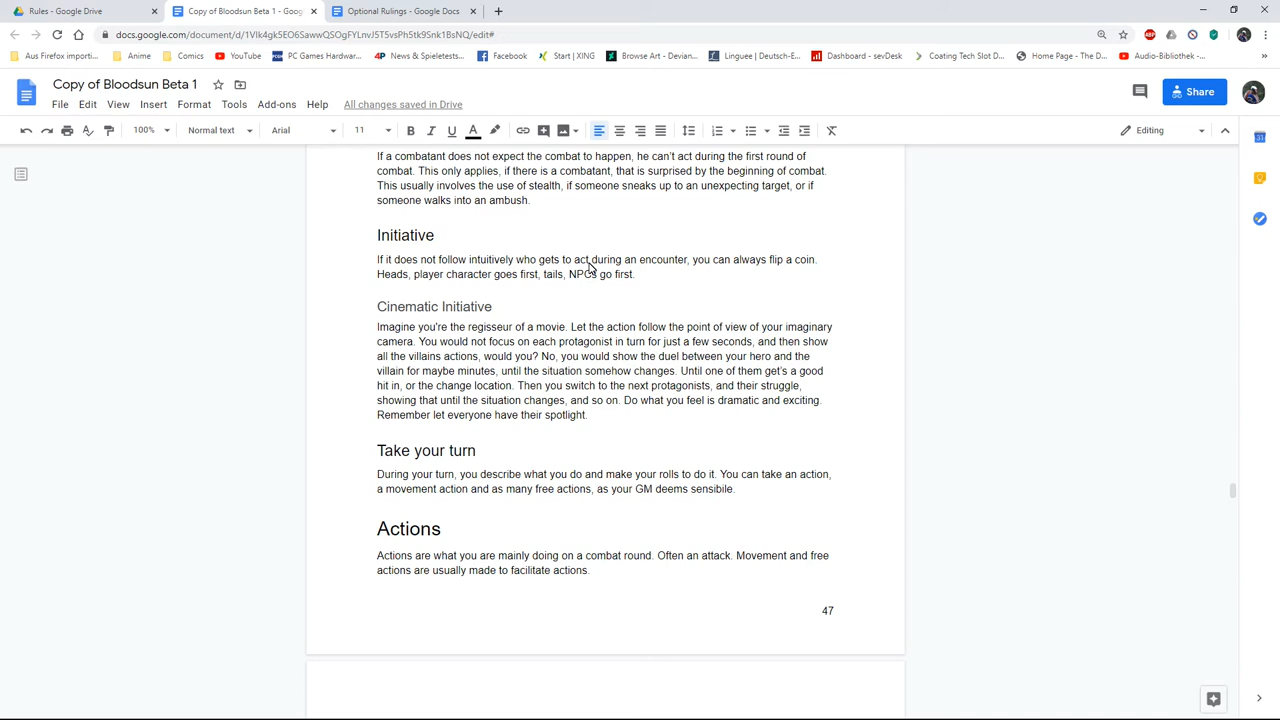 Rules - Google Drive
Copy of Bloodsun Beta 1 - Goog
Optional Rulings - Google Docs
docs.google.com/document/d/1VIk4gk5EO6SawwQSOgFYLnvJ5T5vsPh5tk9Snk1BsNQ/edit#
Aus Firefox importi...
Anime
Comics
YouTube
PC Games Hardwar...
News & Spieletests...
Facebook
Start | XING
Browse Art - Devian...
Linguee | Deutsch-E...
Dashboard - sevDesk
Coating Tech Slot D...
Home Page - The D...
Audio-Bibliothek -...
Copy of Bloodsun Beta 1
File Edit View Insert Format Tools Add-ons Help All changes saved in Drive
Share
100% Normal text Arial 11
Editing
If a combatant does not expect the combat to happen, he can't act during the first round of
combat. This only applies, if there is a combatant, that is surprised by the beginning of combat.
This usually involves the use of stealth, if someone sneaks up to an unexpecting target, or if
someone walks into an ambush.
Initiative
If it does not follow intuitively who gets to act during an encounter, you can always flip a coin.
Heads, player character goes first, tails, NPCs go first.
Cinematic Initiative
Imagine you're the regisseur of a movie. Let the action follow the point of view of your imaginary
camera. You would not focus on each protagonist in turn for just a few seconds, and then show
all the villains actions, would you? No, you would show the duel between your hero and the
villain for maybe minutes, until the situation somehow changes. Until one of them get's a good
hit in, or the change location. Then you switch to the next protagonists, and their struggle,
showing that until the situation changes, and so on. Do what you feel is dramatic and exciting.
Remember let everyone have their spotlight.
Take your turn
During your turn, you describe what you do and make your rolls to do it. You can take an action,
a movement action and as many free actions, as your GM deems sensibile.
Actions
Actions are what you are mainly doing on a combat round. Often an attack. Movement and free
actions are usually made to facilitate actions.
47